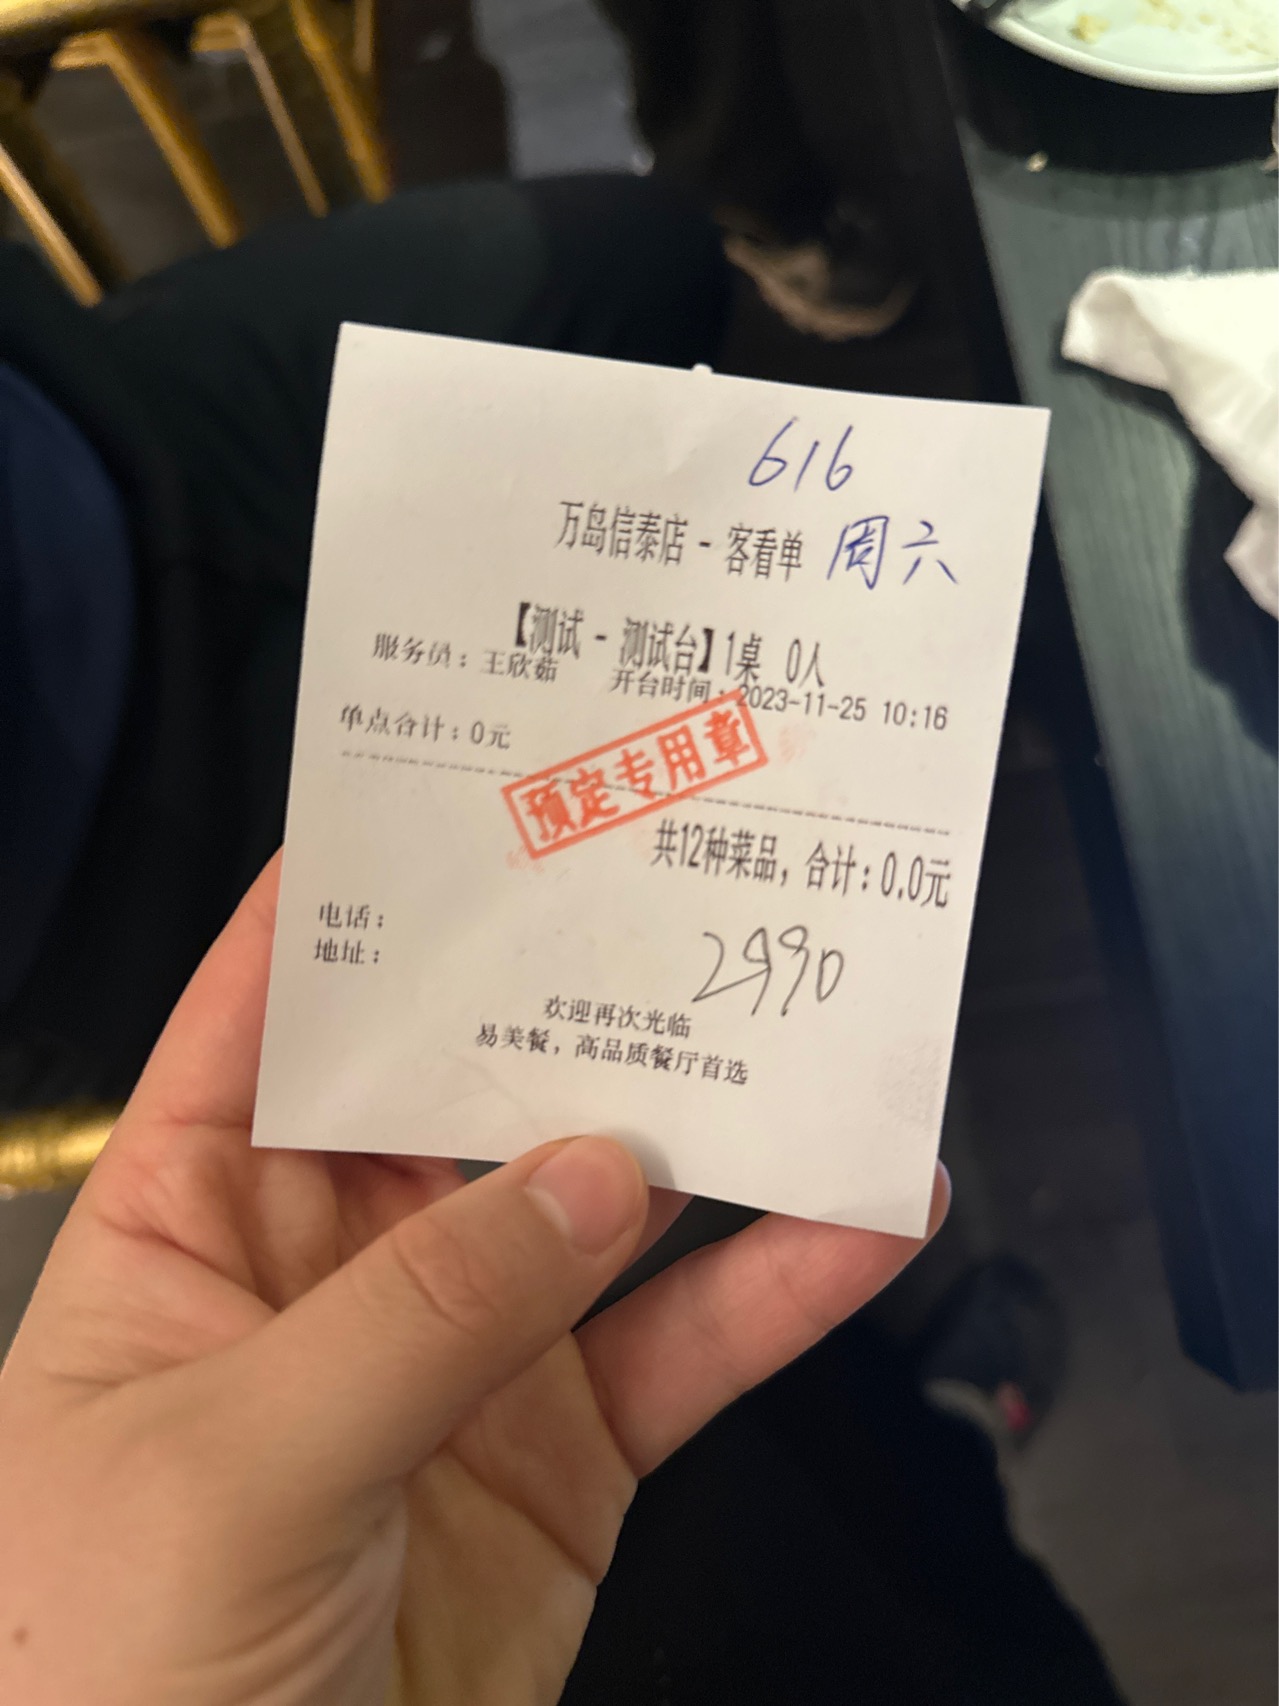 616
万岛信泰店 - 客看单 周六
【测试 - 测试台】1桌 0人
服务员：王欣茹 开台时间：2023-11-25 10:16
单点合计：0元
预定专用章
共12种菜品，合计：0.0元
电话：
地址：
2990
欢迎再次光临
易美餐，高品质餐厅首选